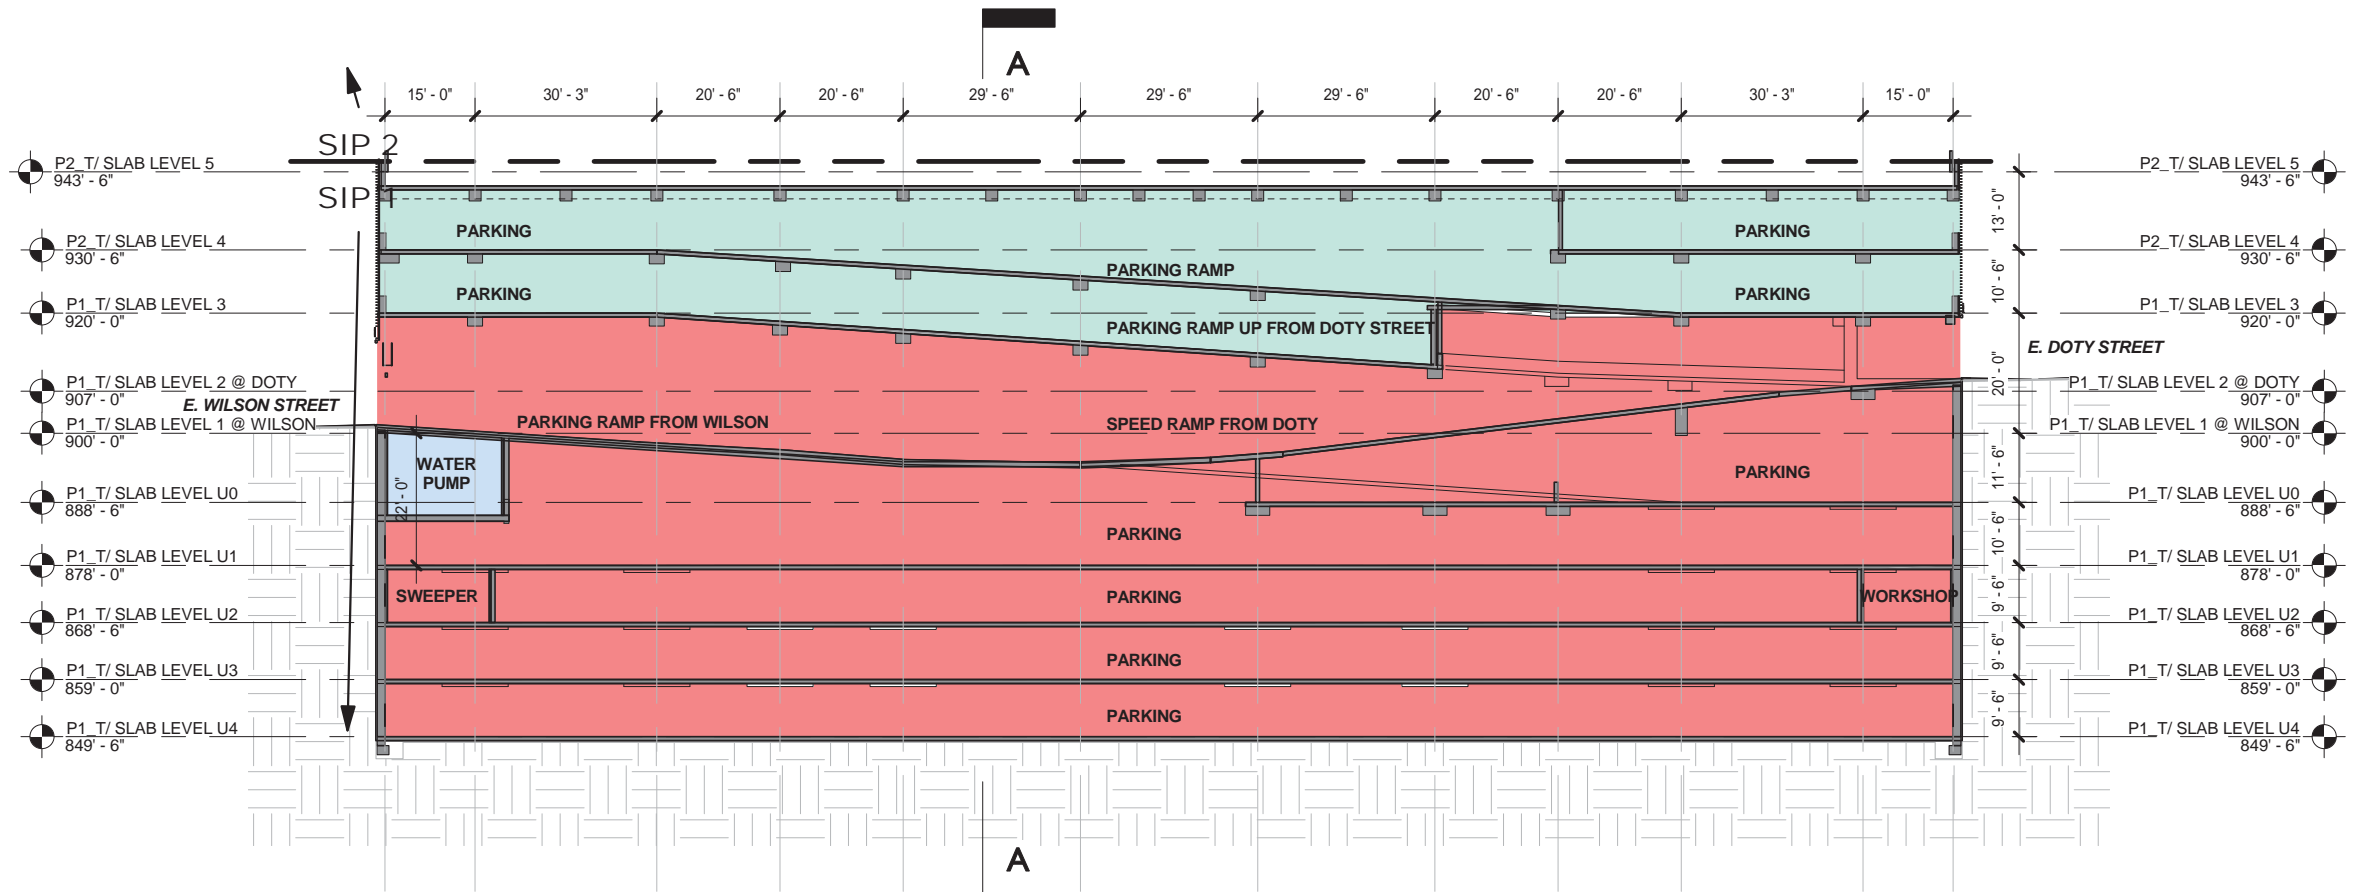 A
15' - 0" 30' - 3" 20' - 6" 20' - 6" 29' - 6" 29' - 6" 29' - 6" 20' - 6" 20' - 6" 30' - 3" 15' - 0"
SIP 2
P2_T/ SLAB LEVEL 5
943' - 6"
SIP 1
P2_T/ SLAB LEVEL 4
930' - 6"
P1_T/ SLAB LEVEL 3
920' - 0"
P1_T/ SLAB LEVEL 2 @ DOTY
907' - 0"
E. WILSON STREET
P1_T/ SLAB LEVEL 1 @ WILSON
900' - 0"
P1_T/ SLAB LEVEL U0
888' - 6"
P1_T/ SLAB LEVEL U1
878' - 0"
P1_T/ SLAB LEVEL U2
868' - 6"
P1_T/ SLAB LEVEL U3
859' - 0"
P1_T/ SLAB LEVEL U4
849' - 6"
PARKING
PARKING
PARKING RAMP
PARKING
PARKING
PARKING RAMP UP FROM DOTY STREET
PARKING RAMP FROM WILSON
SPEED RAMP FROM DOTY
WATER
PUMP
22' - 0"
PARKING
PARKING
SWEEPER
PARKING
WORKSHOP
PARKING
PARKING
P2_T/ SLAB LEVEL 5
943' - 6"
13' - 0"
P2_T/ SLAB LEVEL 4
930' - 6"
10' - 6"
P1_T/ SLAB LEVEL 3
920' - 0"
E. DOTY STREET
20' - 0"
P1_T/ SLAB LEVEL 2 @ DOTY
907' - 0"
P1_T/ SLAB LEVEL 1 @ WILSON
900' - 0"
11' - 6"
P1_T/ SLAB LEVEL U0
888' - 6"
10' - 6"
P1_T/ SLAB LEVEL U1
878' - 0"
9' - 6"
P1_T/ SLAB LEVEL U2
868' - 6"
9' - 6"
P1_T/ SLAB LEVEL U3
859' - 0"
9' - 6"
P1_T/ SLAB LEVEL U4
849' - 6"
A